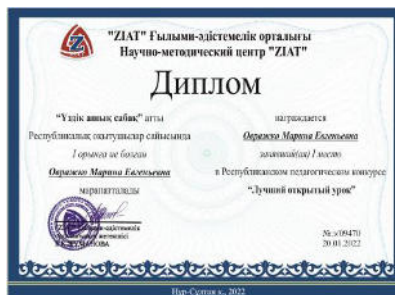 "ZIAT" Ғылыми-әдістемелік орталығы
Научно-методический центр "ZIAT"
Диплом
"Үздік ашық сабақ" атты
Республикалық оқытушылар сайысында
I орынға ие болған
Овражко Марина Евгеньевна
марапатталады
награждается
Овражко Марина Евгеньевна
занявший(ая) I место
в Республиканском педагогическом конкурсе
"Лучший открытый урок"
№:z09470
20.01.2022
Нұр-Сұлтан қ., 2022